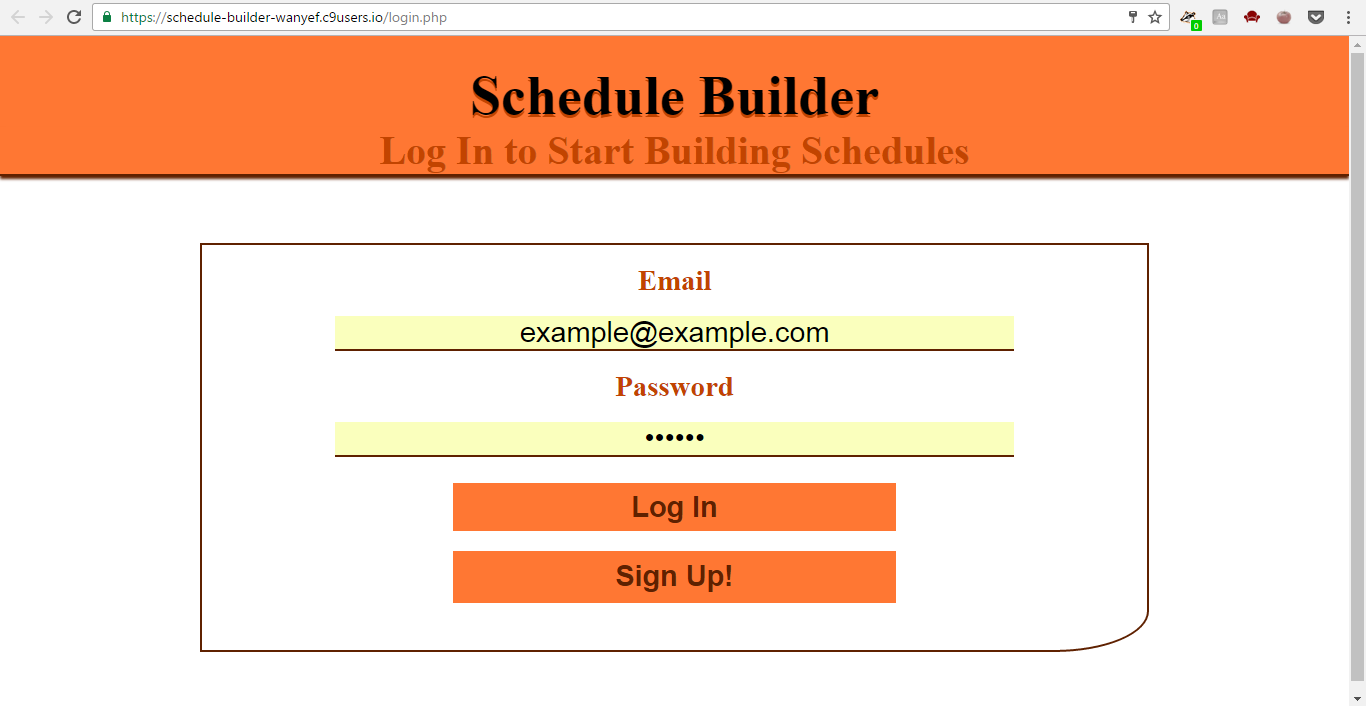 https://schedule-builder-wanyef.c9users.io/login.php
0
Schedule Builder
Log In to Start Building Schedules
Email
example@example.com
Password
••••••
Log In
Sign Up!